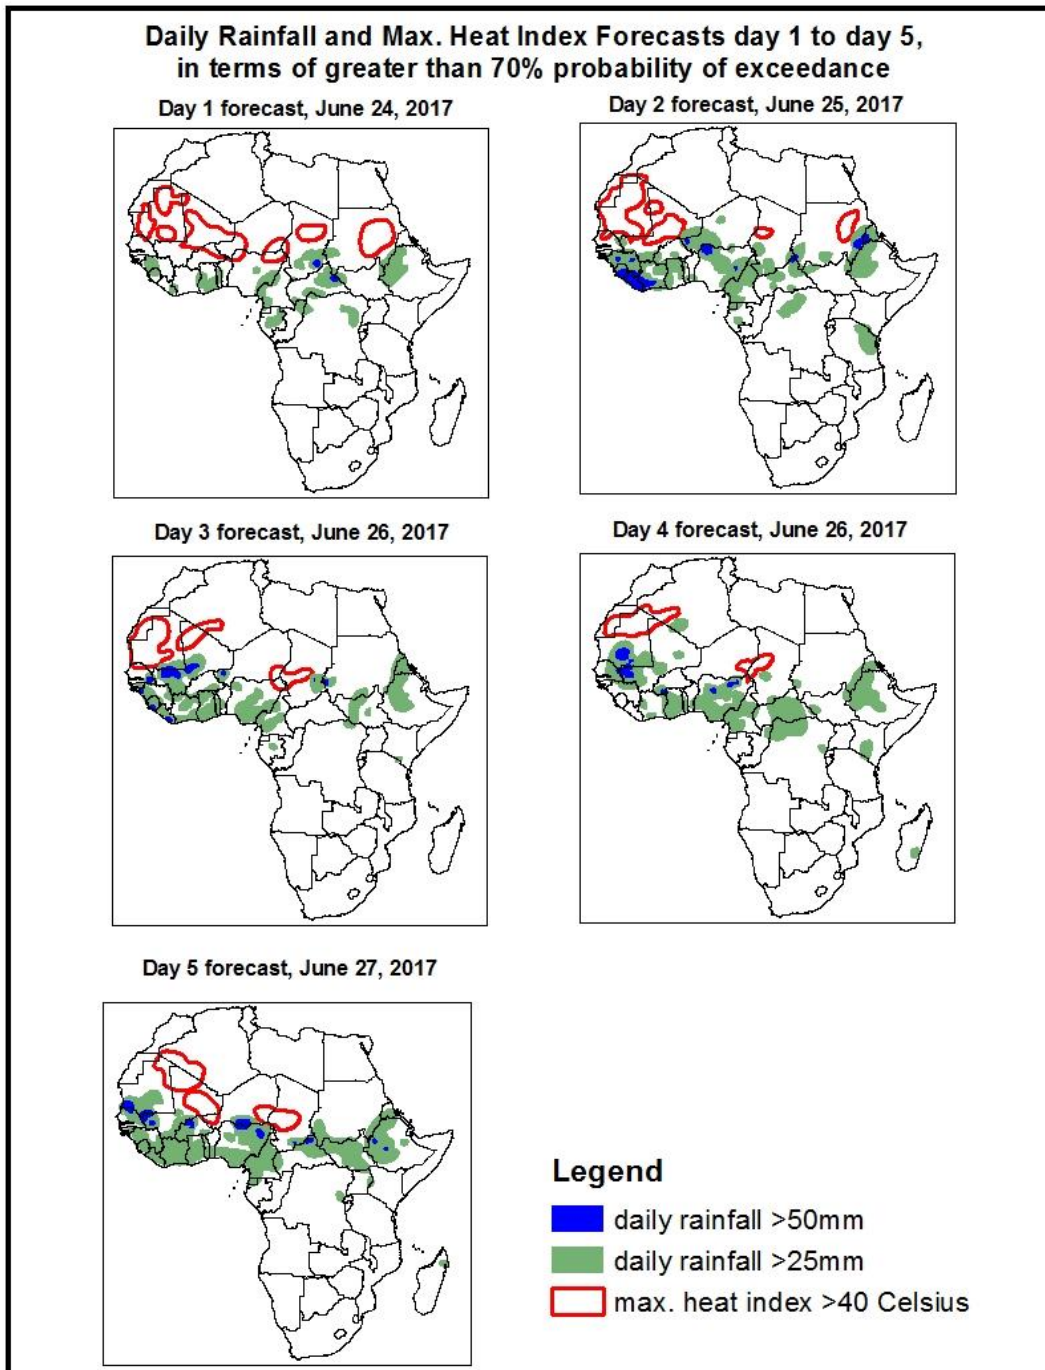 Daily Rainfall and Max. Heat Index Forecasts day 1 to day 5,
in terms of greater than 70% probability of exceedance
Day 1 forecast, June 24, 2017
Day 2 forecast, June 25, 2017
Day 3 forecast, June 26, 2017
Day 4 forecast, June 26, 2017
Day 5 forecast, June 27, 2017
Legend
daily rainfall >50mm
daily rainfall >25mm
max. heat index >40 Celsius